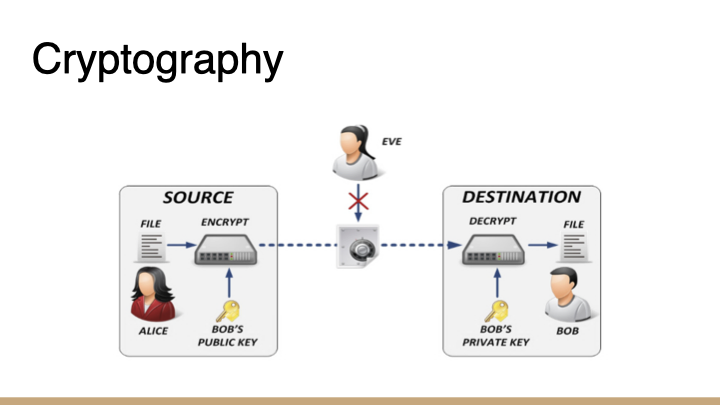 Cryptography
EVE
SOURCE
FILE
ENCRYPT
ALICE
BOB'S
PUBLIC KEY
DESTINATION
DECRYPT
FILE
BOB'S
PRIVATE KEY
BOB